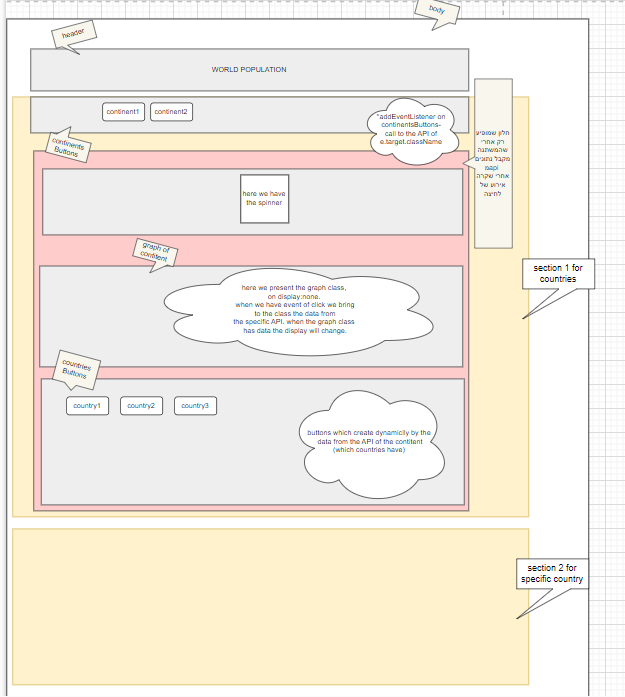 body
header
WORLD POPULATION
continent1
continent2
*addEventListener on
continentsButtons-
call to the API of
e.target.className
continents
Buttons
חלון שמופיע
רק אחרי
שהמשתנה
מקבל נתונים
מapi
אחרי שקרה
אירוע של
לחיצה
here we have
the spinner
graph of
contitent
here we present the graph class,
on display:none.
when we have event of click we bring
to the class the data from
the specific API. when the graph class
has data the display will change.
section 1 for
countries
countries
Buttons
country1
country2
country3
buttons which create dynamiclly by the
data from the API of the contitent
(which countries have)
section 2 for
specific country